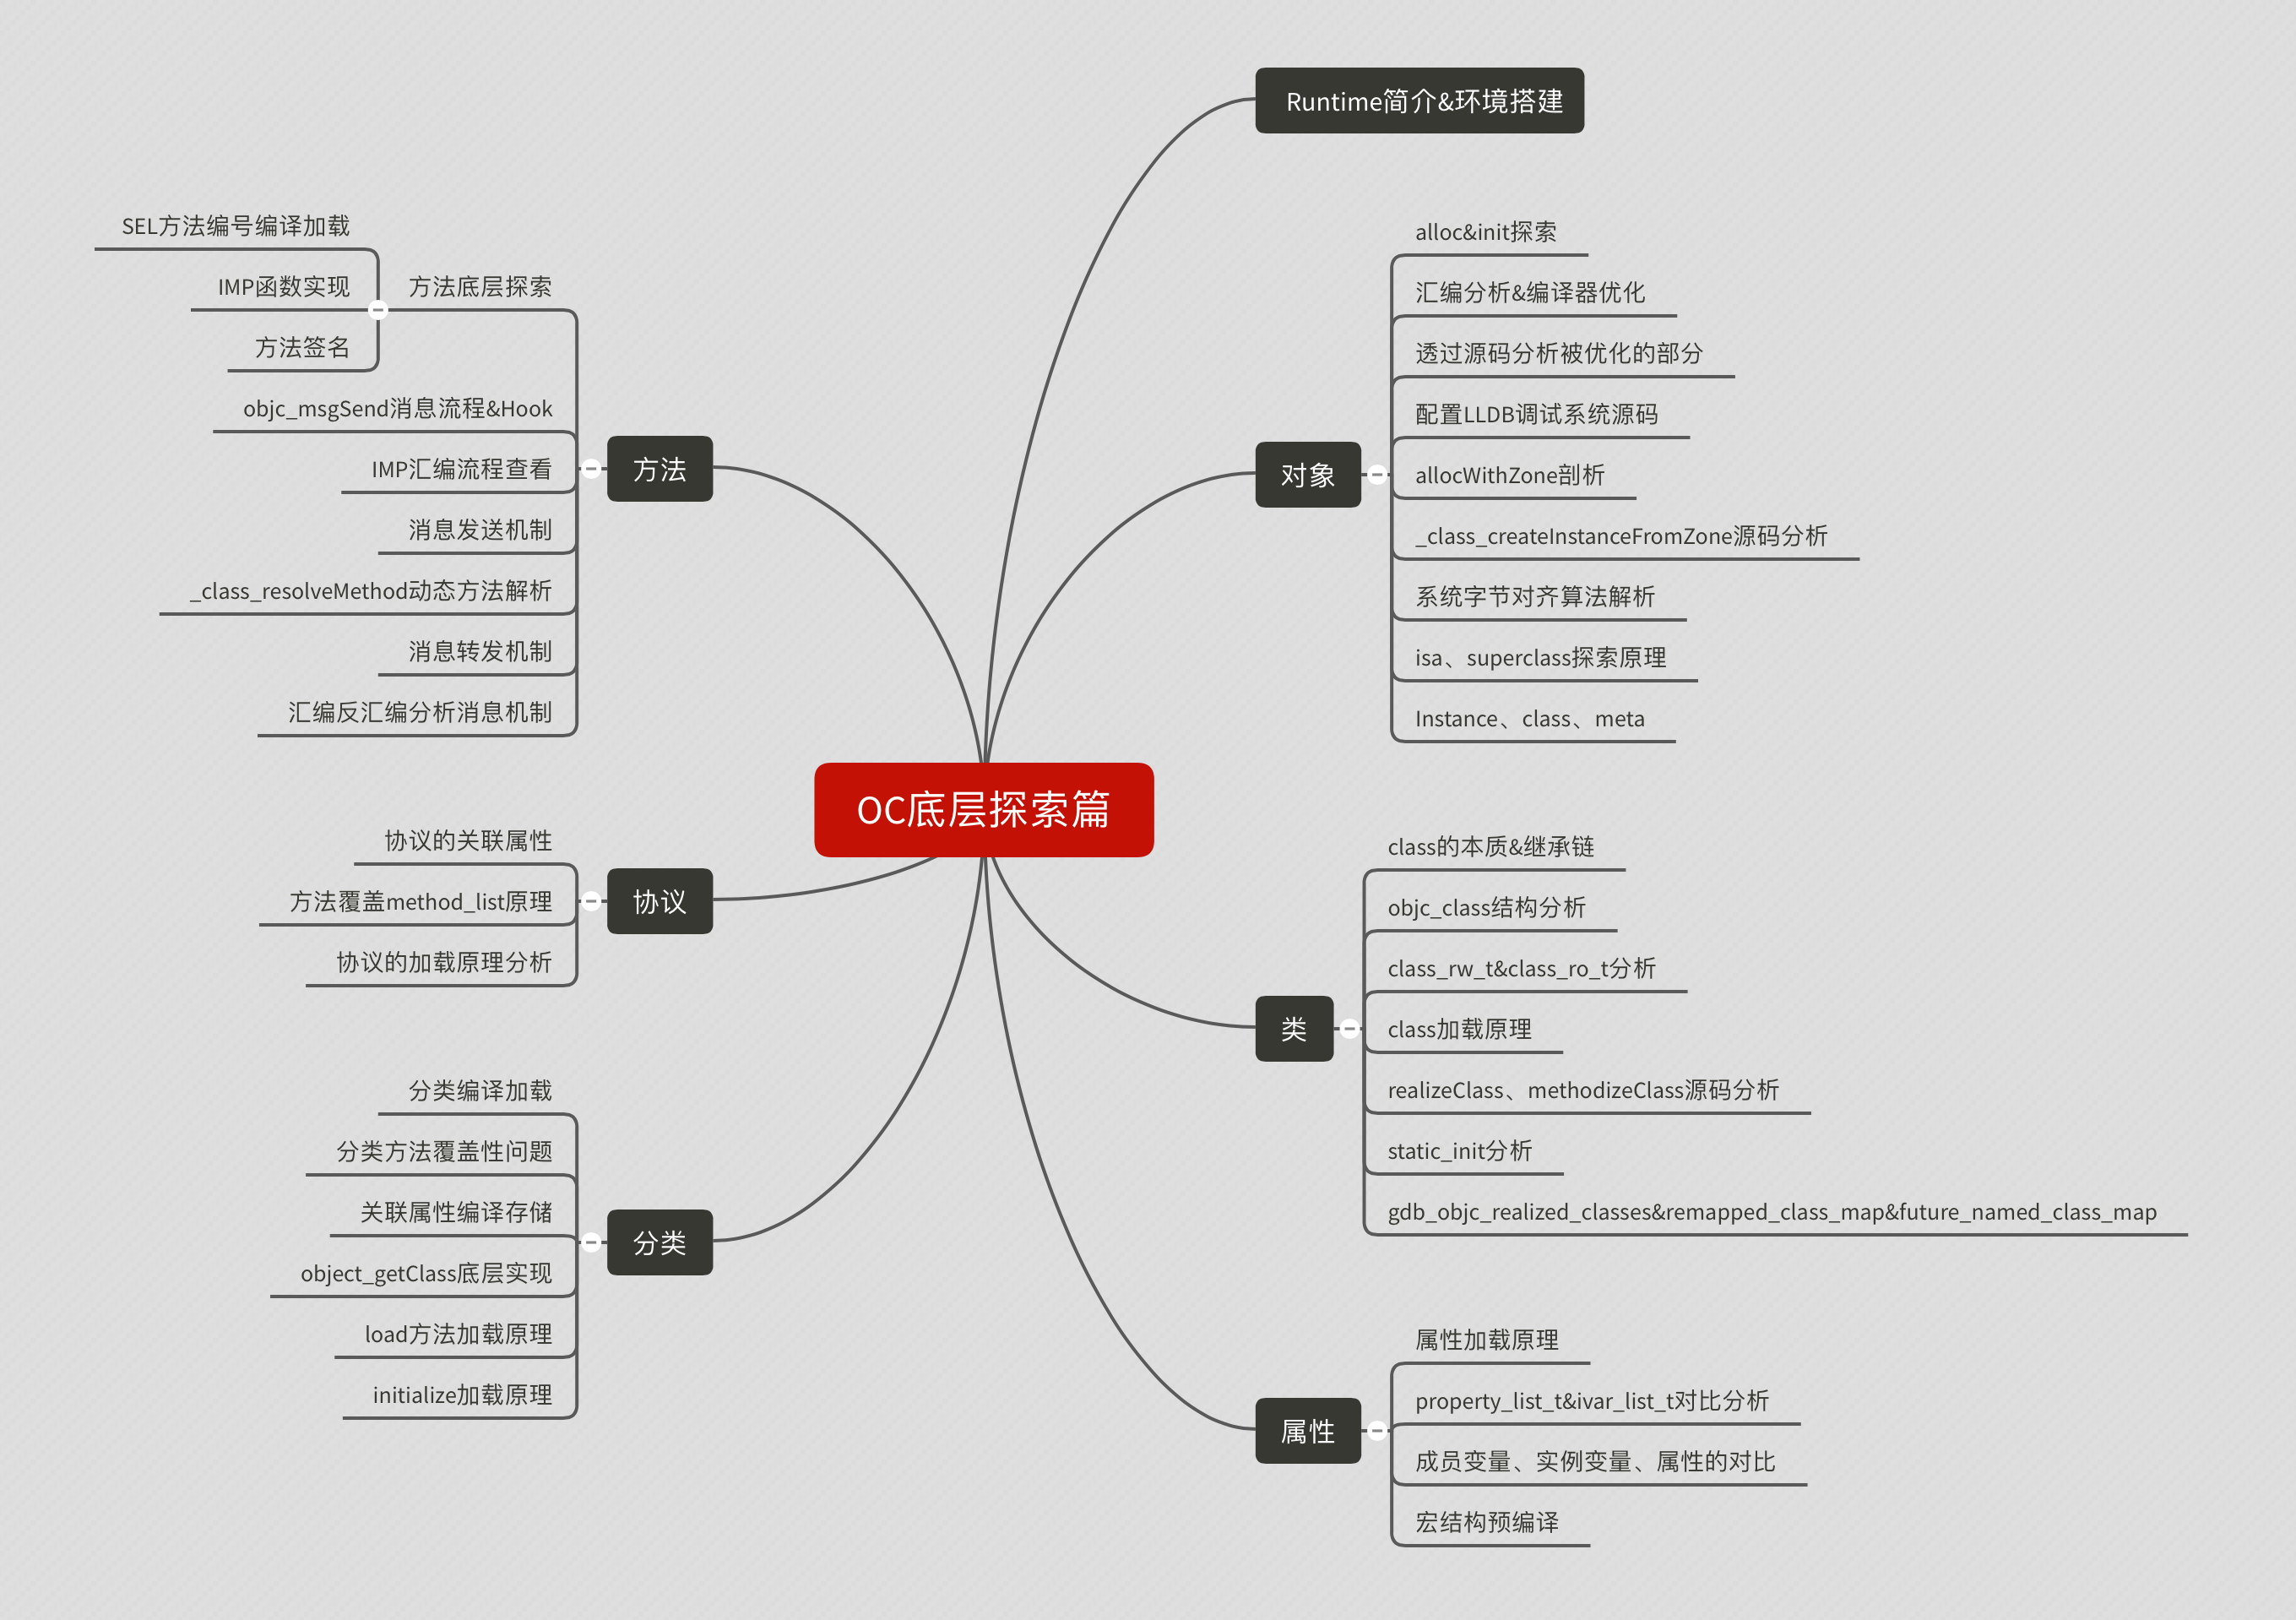 OC底层探索篇
Runtime简介&环境搭建
对象
alloc&init探索
汇编分析&编译器优化
透过源码分析被优化的部分
配置LLDB调试系统源码
allocWithZone剖析
_class_createInstanceFromZone源码分析
系统字节对齐算法解析
isa、superclass探索原理
Instance、class、meta
类
class的本质&继承链
objc_class结构分析
class_rw_t&class_ro_t分析
class加载原理
realizeClass、methodizeClass源码分析
static_init分析
gdb_objc_realized_classes&remapped_class_map&future_named_class_map
属性
属性加载原理
property_list_t&ivar_list_t对比分析
成员变量、实例变量、属性的对比
宏结构预编译
方法
方法底层探索
SEL方法编号编译加载
IMP函数实现
方法签名
objc_msgSend消息流程&Hook
IMP汇编流程查看
消息发送机制
_class_resolveMethod动态方法解析
消息转发机制
汇编反汇编分析消息机制
协议
协议的关联属性
方法覆盖method_list原理
协议的加载原理分析
分类
分类编译加载
分类方法覆盖性问题
关联属性编译存储
object_getClass底层实现
load方法加载原理
initialize加载原理